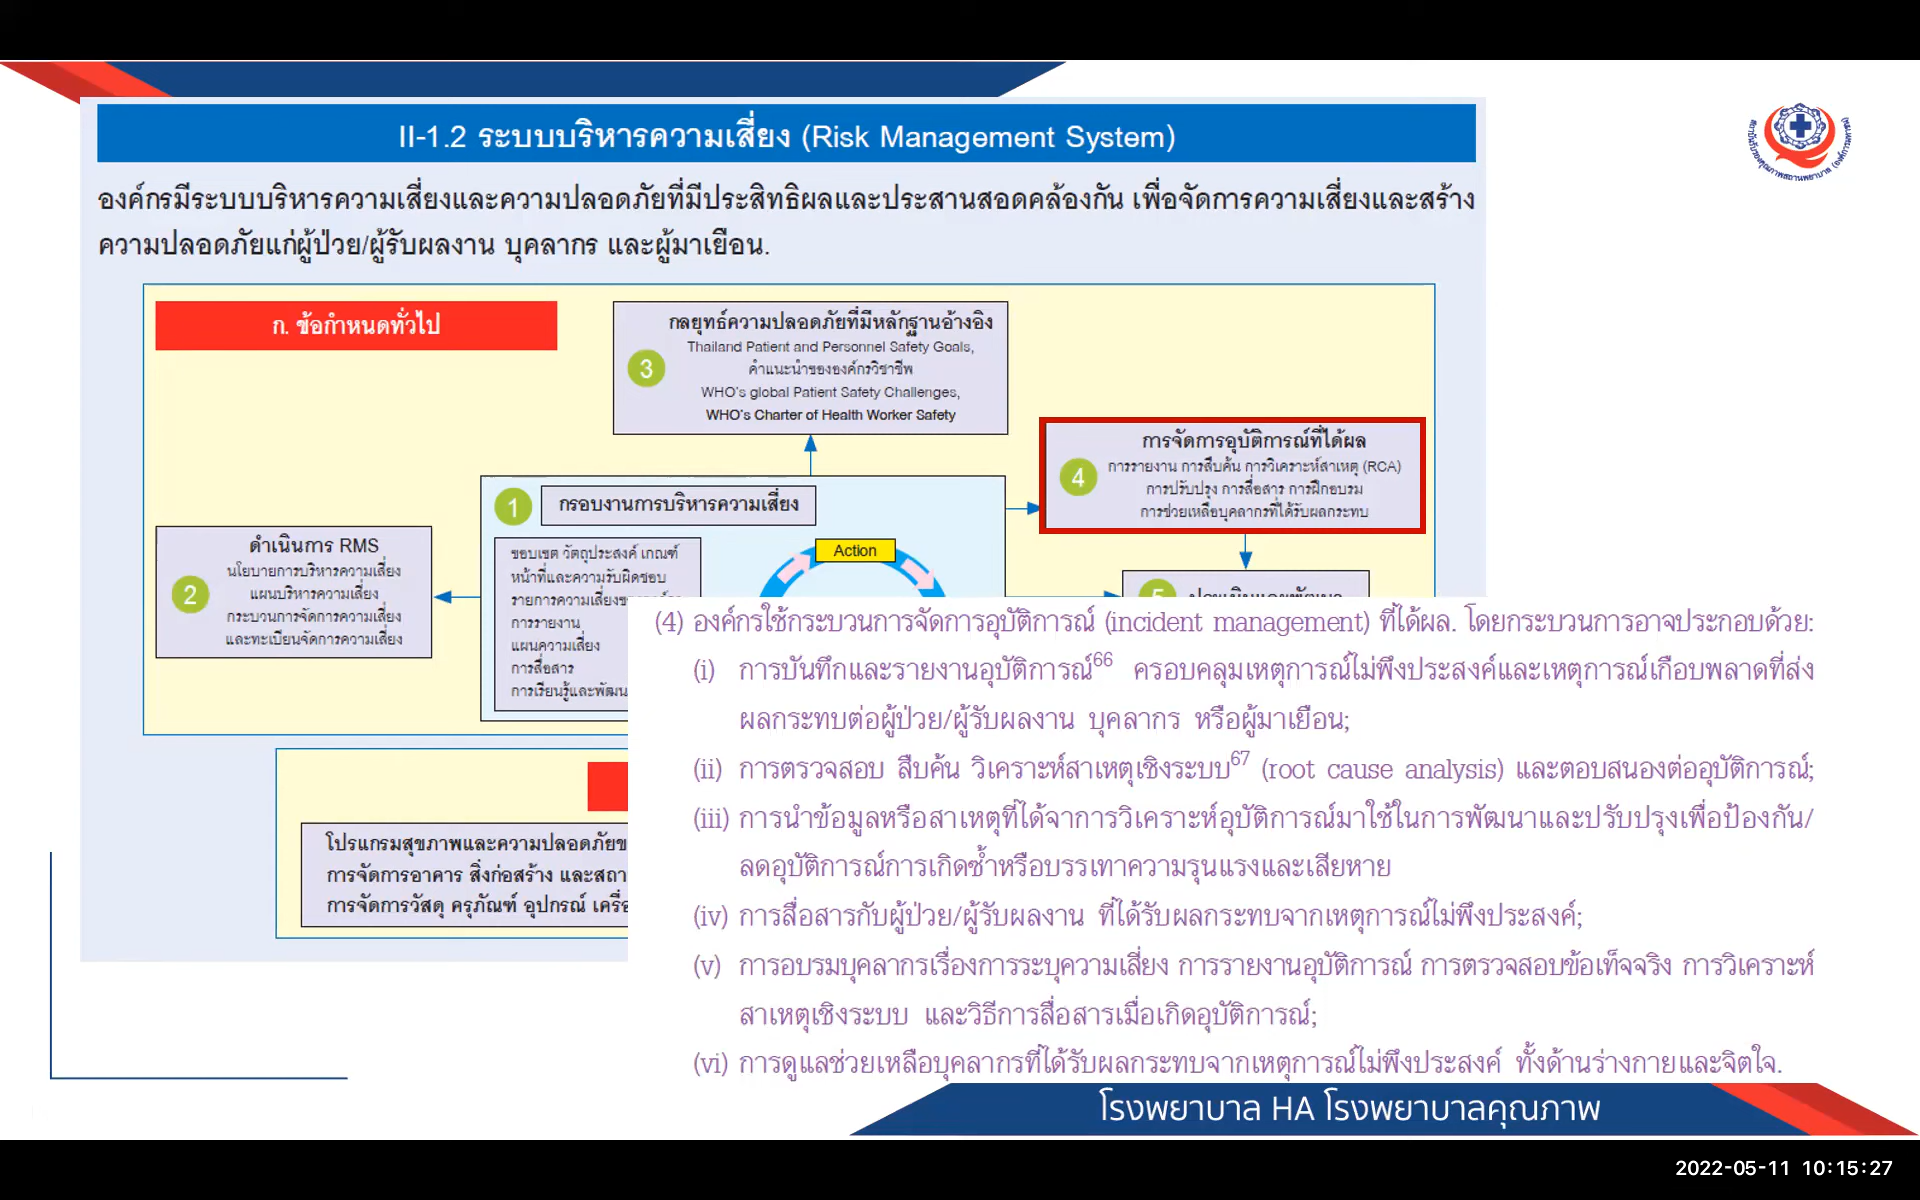 II-1.2 ระบบบริหารความเสี่ยง (Risk Management System)
องค์กรมีระบบบริหารความเสี่ยงและความปลอดภัยที่มีประสิทธิผลและประสานสอดคล้องกัน เพื่อจัดการความเสี่ยงและสร้าง
ความปลอดภัยแก่ผู้ป่วย/ผู้รับผลงาน บุคลากร และผู้มาเยือน.
ก. ข้อกำหนดทั่วไป
3
กลยุทธ์ความปลอดภัยที่มีหลักฐานอ้างอิง
Thailand Patient and Personnel Safety Goals,
คำแนะนำขององค์กรวิชาชีพ
WHO's global Patient Safety Challenges,
WHO's Charter of Health Worker Safety
4
การจัดการอุบัติการณ์ที่ได้ผล
การรายงาน การสืบค้น การวิเคราะห์สาเหตุ (RCA)
การปรับปรุง การสื่อสาร การฝึกอบรม
การช่วยเหลือบุคลากรที่ได้รับผลกระทบ
1
กรอบงานการบริหารความเสี่ยง
2
ดำเนินการ RMS
นโยบายการบริหารความเสี่ยง
แผนบริหารความเสี่ยง
กระบวนการจัดการความเสี่ยง
และทะเบียนจัดการความเสี่ยง
ขอบเขต วัตถุประสงค์ เกณฑ์
หน้าที่และความรับผิดชอบ
การรายงาน
แผนความเสี่ยง
การสื่อสาร
การเรียนรู้และพัฒน
Action
5
(4) องค์กรใช้กระบวนการจัดการอุบัติการณ์ (incident management) ที่ได้ผล. โดยกระบวนการอาจประกอบด้วย:
(i) การบันทึกและรายงานอุบัติการณ์66 ครอบคลุมเหตุการณ์ไม่พึงประสงค์และเหตุการณ์เกือบพลาดที่ส่ง
ผลกระทบต่อผู้ป่วย/ผู้รับผลงาน บุคลากร หรือผู้มาเยือน;
(ii) การตรวจสอบ สืบค้น วิเคราะห์สาเหตุเชิงระบบ67 (root cause analysis) และตอบสนองต่ออุบัติการณ์;
(iii) การนำข้อมูลหรือสาเหตุที่ได้จาการวิเคราะห์อุบัติการณ์มาใช้ในการพัฒนาและปรับปรุงเพื่อป้องกัน/
ลดอุบัติการณ์การเกิดซ้ำหรือบรรเทาความรุนแรงและเสียหาย
(iv) การสื่อสารกับผู้ป่วย/ผู้รับผลงาน ที่ได้รับผลกระทบจากเหตุการณ์ไม่พึงประสงค์;
(v) การอบรมบุคลากรเรื่องการระบุความเสี่ยง การรายงานอุบัติการณ์ การตรวจสอบข้อเท็จจริง การวิเคราะห์
สาเหตุเชิงระบบ และวิธีการสื่อสารเมื่อเกิดอุบัติการณ์;
(vi) การดูแลช่วยเหลือบุคลากรที่ได้รับผลกระทบจากเหตุการณ์ไม่พึงประสงค์ ทั้งด้านร่างกายและจิตใจ.
โปรแกรมสุขภาพและความปลอดภัยข
การจัดการอาคาร สิ่งก่อสร้าง และสถา
การจัดการวัสดุ ครุภัณฑ์ อุปกรณ์ เครื่อ
สถาบันรับรองคุณภาพสถานพยาบาล (องค์การมหาชน)
โรงพยาบาล HA โรงพยาบาลคุณภาพ
2022-05-11 10:15:27